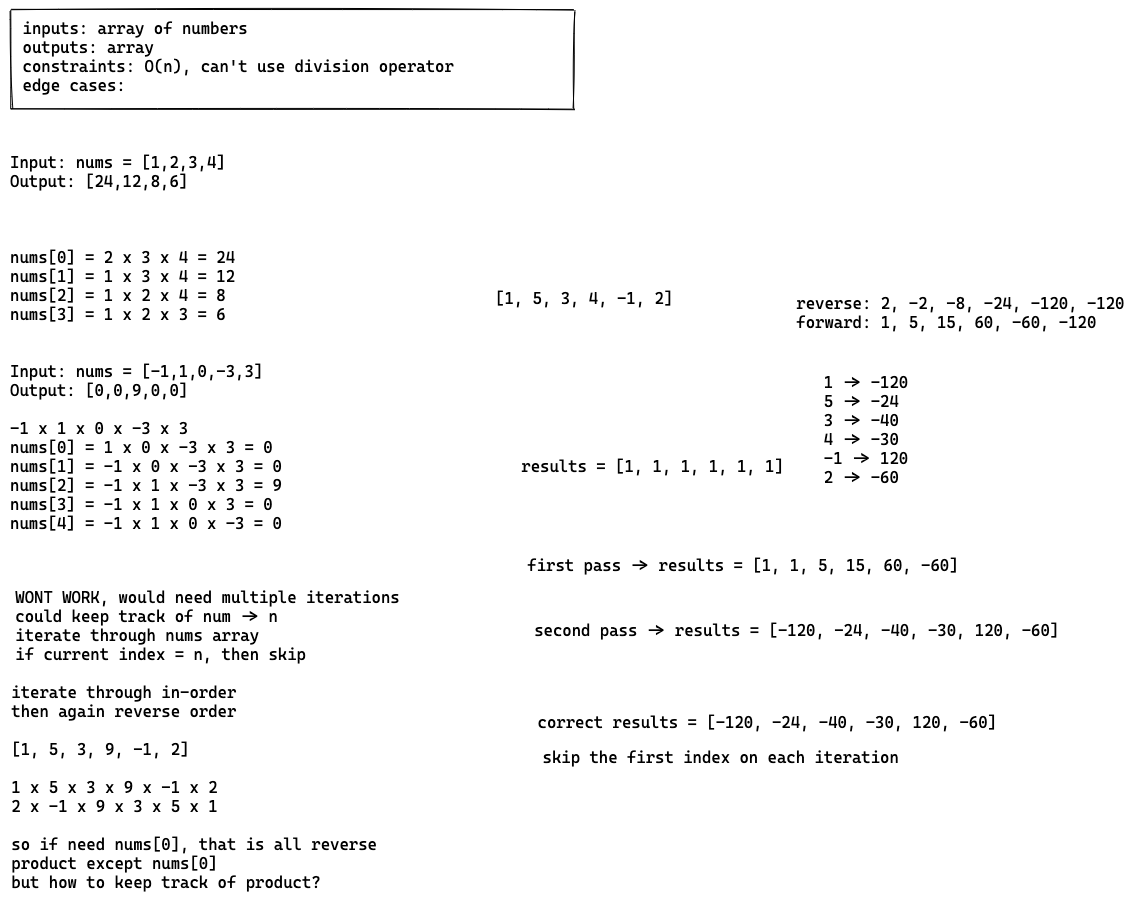 inputs: array of numbers
outputs: array
constraints: O(n), can't use division operator
edge cases:
Input: nums = [1,2,3,4]
Output: [24,12,8,6]
nums[0] = 2 x 3 x 4 = 24
nums[1] = 1 x 3 x 4 = 12
nums[2] = 1 x 2 x 4 = 8
nums[3] = 1 x 2 x 3 = 6
Input: nums = [-1,1,0,-3,3]
Output: [0,0,9,0,0]
-1 x 1 x 0 x -3 x 3
nums[0] = 1 x 0 x -3 x 3 = 0
nums[1] = -1 x 0 x -3 x 3 = 0
nums[2] = -1 x 1 x -3 x 3 = 9
nums[3] = -1 x 1 x 0 x 3 = 0
nums[4] = -1 x 1 x 0 x -3 = 0
WONT WORK, would need multiple iterations
could keep track of num -> n
iterate through nums array
if current index = n, then skip
iterate through in-order
then again reverse order
[1, 5, 3, 9, -1, 2]
1 x 5 x 3 x 9 x -1 x 2
2 x -1 x 9 x 3 x 5 x 1
so if need nums[0], that is all reverse
product except nums[0]
but how to keep track of product?
[1, 5, 3, 4, -1, 2]
reverse: 2, -2, -8, -24, -120, -120
forward: 1, 5, 15, 60, -60, -120
1 -> -120
5 -> -24
3 -> -40
4 -> -30
-1 -> 120
2 -> -60
results = [1, 1, 1, 1, 1, 1]
first pass -> results = [1, 1, 5, 15, 60, -60]
second pass -> results = [-120, -24, -40, -30, 120, -60]
correct results = [-120, -24, -40, -30, 120, -60]
skip the first index on each iteration